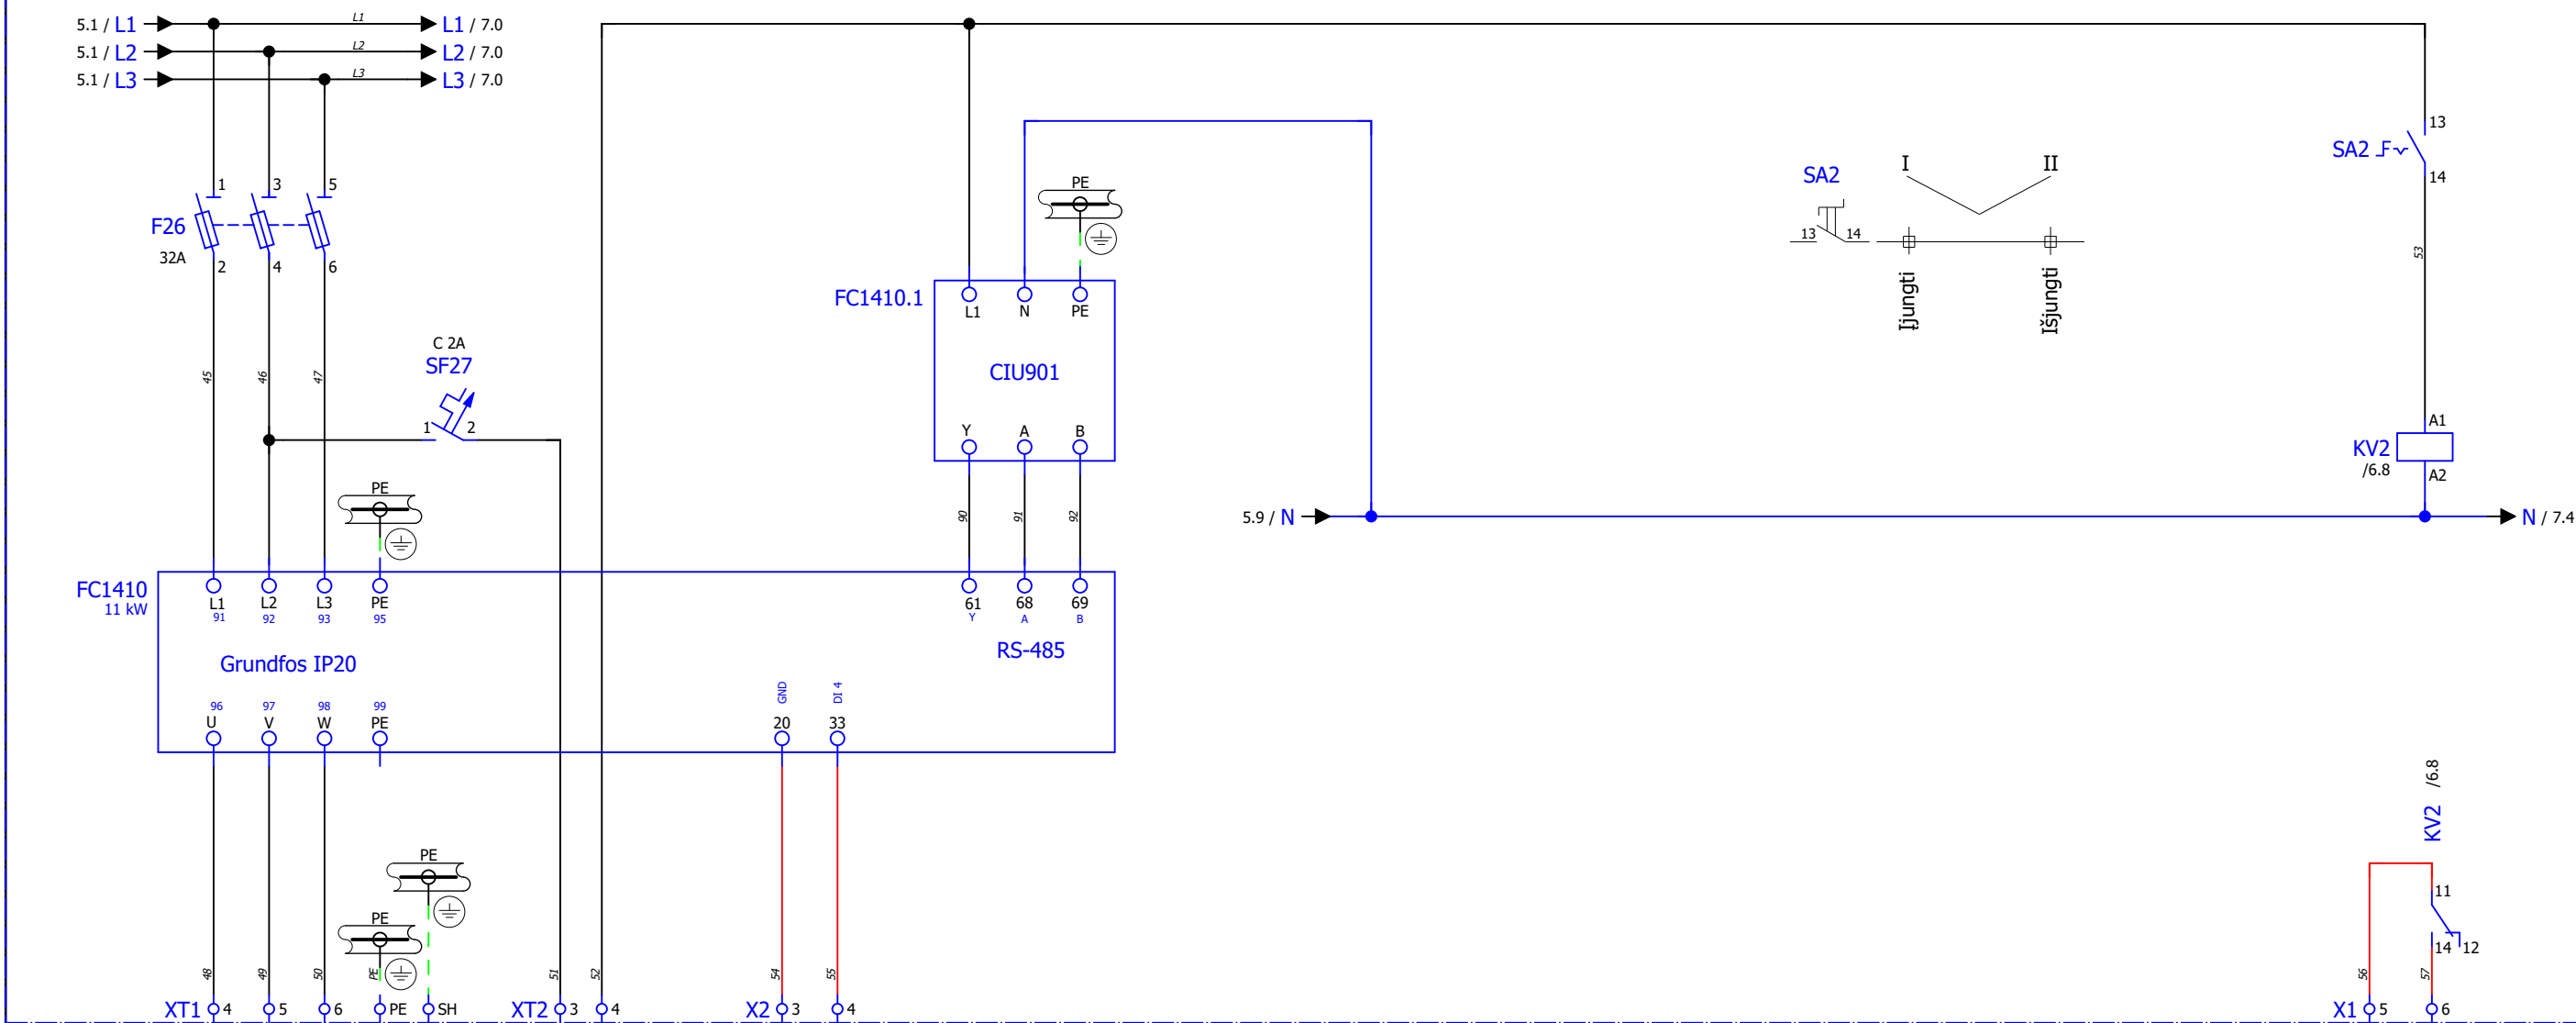 5.1 / L1 L1 L1 / 7.0
5.1 / L2 L2 L2 / 7.0
5.1 / L3 L3 L3 / 7.0
13
SA2
14
I II
SA2
13 14
Įjungti
Išjungti
PE
1 3 5
F26
32A
2 4 6
FC1410.1
L1 N PE
CIU901
Y A B
C 2A
SF27
1 2
45 46 47
53
A1
KV2
/6.8
A2
90 91 92
5.9 / N
N / 7.4
PE
FC1410
11 kW
L1 L2 L3 PE
91 92 93 95
61 68 69
Y A B
Grundfos IP20
RS-485
96 97 98 99
U V W PE
GND DI 4
20 33
/6.8
KV2
PE
PE
11
14 12
48 49 50 PE 51 52 54 55 56 57
XT1 4 5 6 PE SH XT2 3 4 X2 3 4 X1 5 6